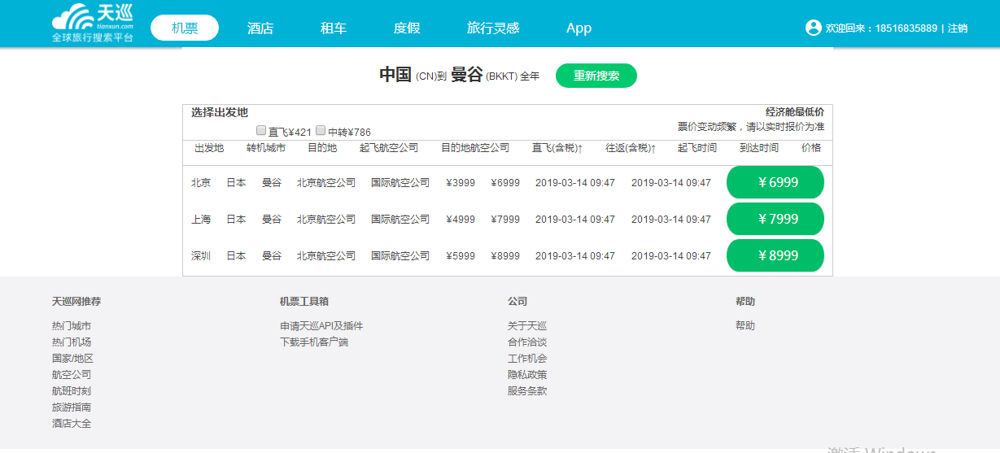 天巡
tianxun.com
全球旅行搜索平台
机票 酒店 租车 度假 旅行灵感 App
欢迎回来：18516835889 | 注销
中国 (CN)到 曼谷 (BKKT) 全年 重新搜索
选择出发地 经济舱最低价
直飞¥421 中转¥786 票价变动频繁，请以实时报价为准
出发地 转机城市 目的地 起飞航空公司 目的地航空公司 直飞(含税)↑ 往返(含税)↑ 起飞时间 到达时间 价格
北京 日本 曼谷 北京航空公司 国际航空公司 ¥3999 ¥6999 2019-03-14 09:47 2019-03-14 09:47 ¥ 6999
上海 日本 曼谷 北京航空公司 国际航空公司 ¥4999 ¥7999 2019-03-14 09:47 2019-03-14 09:47 ¥ 7999
深圳 日本 曼谷 北京航空公司 国际航空公司 ¥5999 ¥8999 2019-03-14 09:47 2019-03-14 09:47 ¥ 8999
天巡网推荐 机票工具箱 公司 帮助
热门城市 申请天巡API及插件 关于天巡 帮助
热门机场 下载手机客户端 合作洽谈
国家/地区 工作机会
航空公司 隐私政策
航班时刻 服务条款
旅游指南
酒店大全
激活 Windows